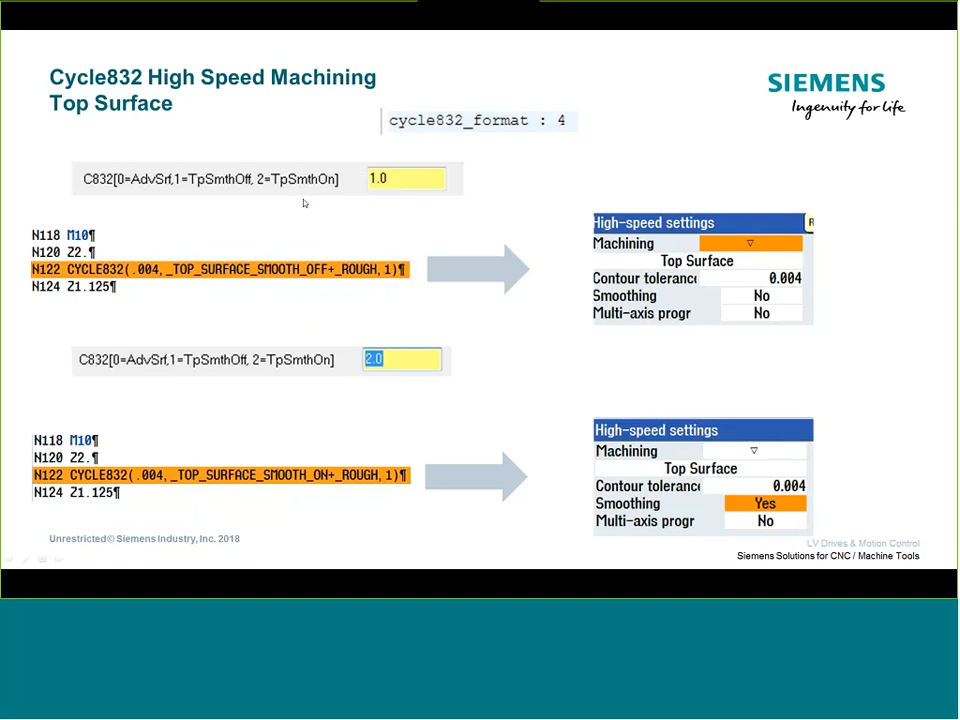 Cycle832 High Speed Machining
Top Surface
SIEMENS
Ingenuity for life
cycle832_format : 4
C832[0=AdvSrf,1=TpSmthOff, 2=TpSmthOn] 1.0
N118 M10¶
N120 Z2.¶
N122 CYCLE832(.004,_TOP_SURFACE_SMOOTH_OFF+_ROUGH,1)¶
N124 Z1.125¶
High-speed settings R
Machining ▽
Top Surface
Contour toleranc 0.004
Smoothing No
Multi-axis progr No
C832[0=AdvSrf,1=TpSmthOff, 2=TpSmthOn] 2.0
N118 M10¶
N120 Z2.¶
N122 CYCLE832(.004,_TOP_SURFACE_SMOOTH_ON+_ROUGH,1)¶
N124 Z1.125¶
High-speed settings
Machining ▽
Top Surface
Contour toleranc 0.004
Smoothing Yes
Multi-axis progr No
Unrestricted © Siemens Industry, Inc. 2018
LV Drives & Motion Control
Siemens Solutions for CNC / Machine Tools